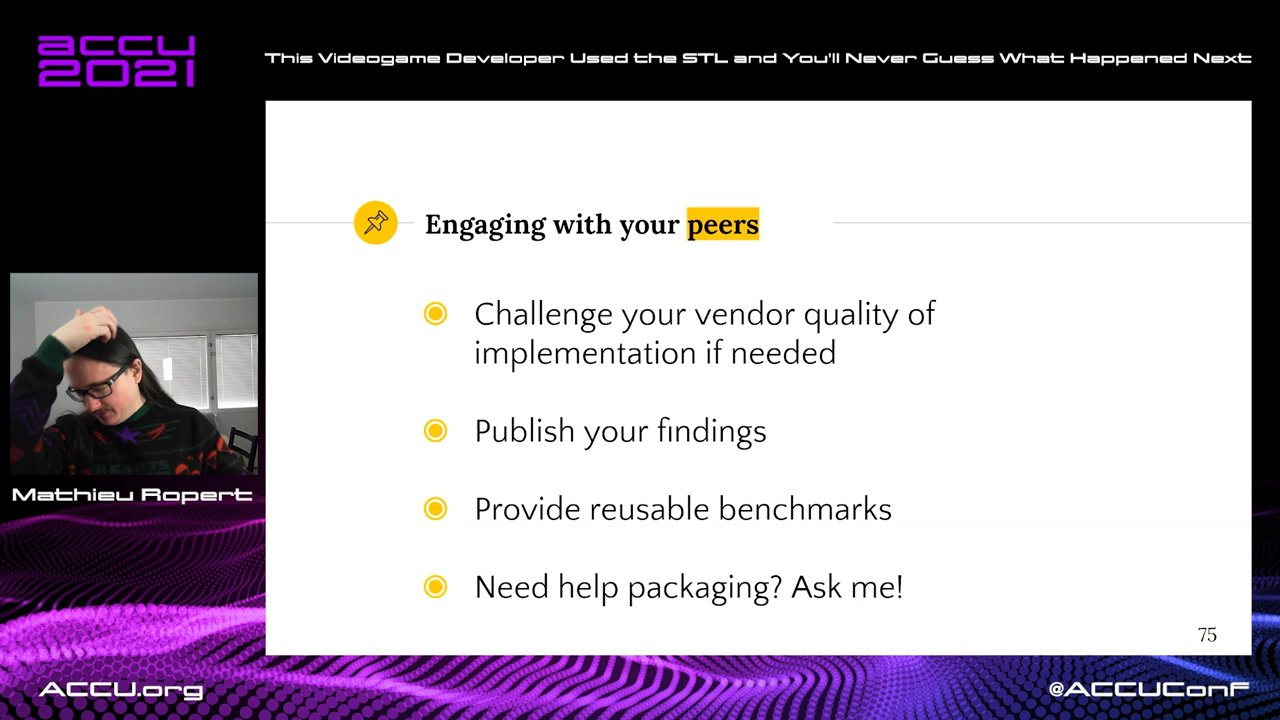 accu
2021
This Videogame Developer Used the STL and You'll Never Guess What Happened Next
Engaging with your peers
Challenge your vendor quality of
implementation if needed
Publish your findings
Provide reusable benchmarks
Need help packaging? Ask me!
75
HEARTS
Mathieu Ropert
ACCU.org
@ACCUConf